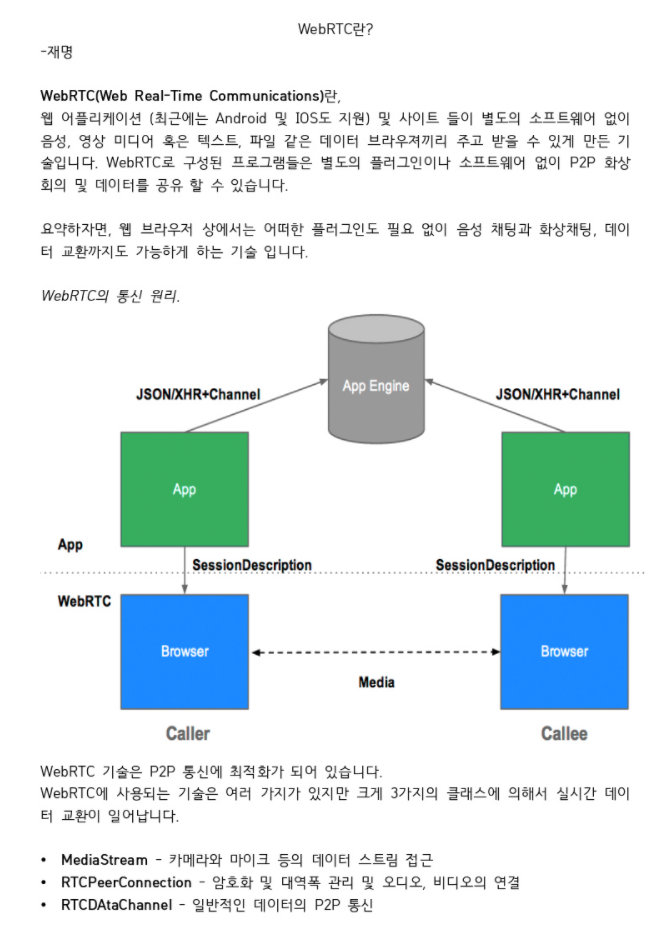 WebRTC란?
-재명
WebRTC(Web Real-Time Communications)란,
웹 어플리케이션 (최근에는 Android 및 IOS도 지원) 및 사이트 들이 별도의 소프트웨어 없이
음성, 영상 미디어 혹은 텍스트, 파일 같은 데이터 브라우져끼리 주고 받을 수 있게 만든 기
술입니다. WebRTC로 구성된 프로그램들은 별도의 플러그인이나 소프트웨어 없이 P2P 화상
회의 및 데이터를 공유 할 수 있습니다.
요약하자면, 웹 브라우저 상에서는 어떠한 플러그인도 필요 없이 음성 채팅과 화상채팅, 데이
터 교환까지도 가능하게 하는 기술 입니다.
WebRTC의 통신 원리.
App Engine
JSON/XHR+Channel
JSON/XHR+Channel
App
App
App
SessionDescription
SessionDescription
WebRTC
Browser
Browser
Media
Caller
Callee
WebRTC 기술은 P2P 통신에 최적화가 되어 있습니다.
WebRTC에 사용되는 기술은 여러 가지가 있지만 크게 3가지의 클래스에 의해서 실시간 데이
터 교환이 일어납니다.
• MediaStream - 카메라와 마이크 등의 데이터 스트림 접근
• RTCPeerConnection - 암호화 및 대역폭 관리 및 오디오, 비디오의 연결
• RTCDAtaChannel - 일반적인 데이터의 P2P 통신